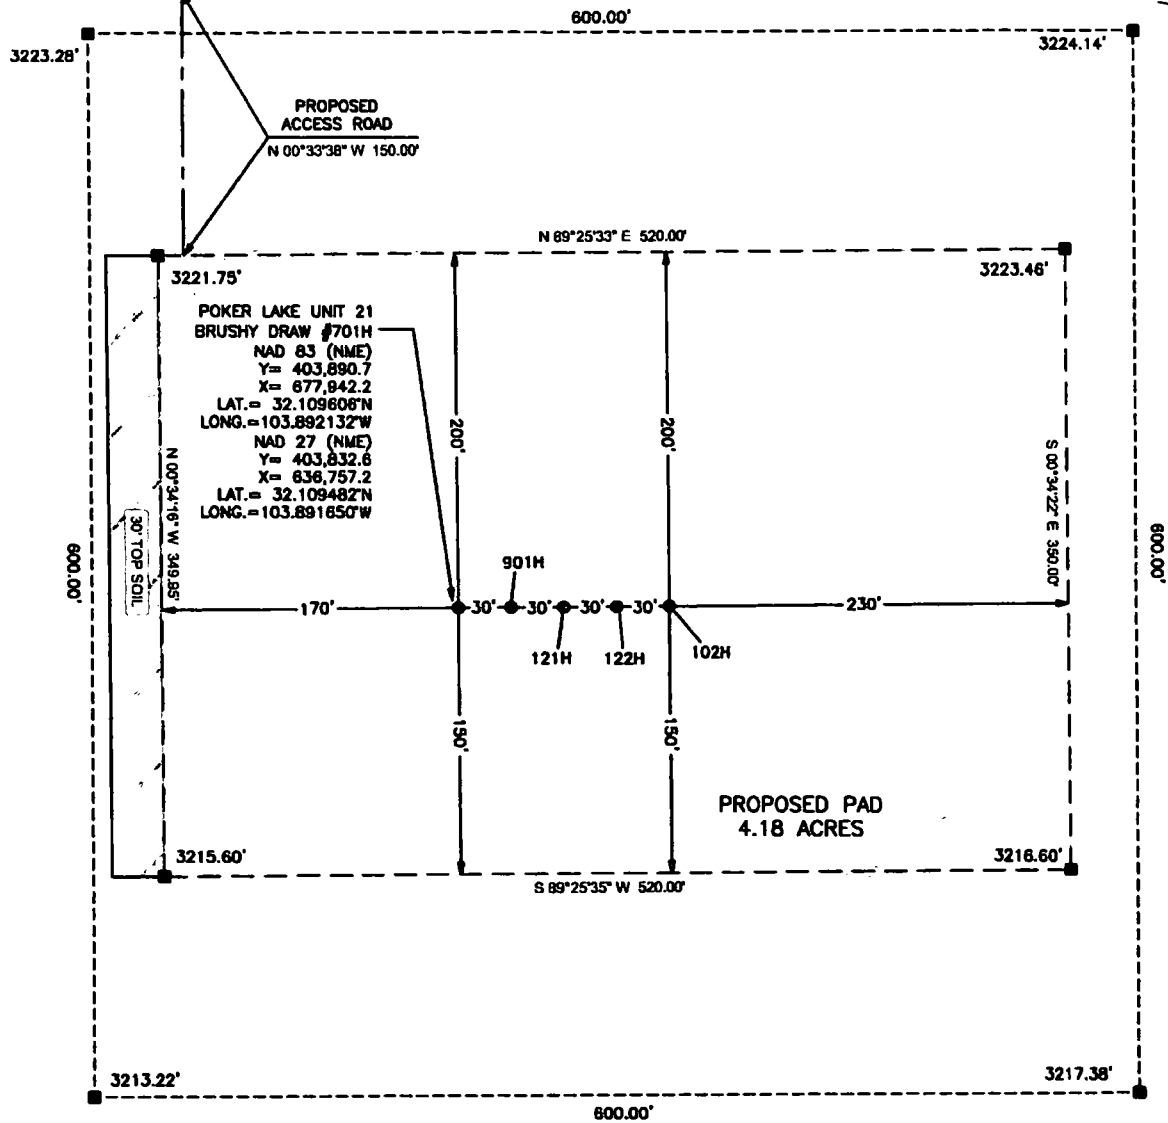 600.00'
3223.28'
3224.14'
PROPOSED
ACCESS ROAD
N 00°33'38" W 150.00'
N 89°25'33" E 520.00'
3221.75'
3223.46'
POKER LAKE UNIT 21
BRUSHY DRAW #701H
NAD 83 (NME)
Y= 403,890.7
X= 677,942.2
LAT.= 32.109606°N
LONG.=103.892132°W
NAD 27 (NME)
Y= 403,832.6
X= 636,757.2
LAT.= 32.109482°N
LONG.=103.891650°W
200'
200'
N 00°34'16" W 349.85'
S 00°34'22" E 350.00'
30' TOP SOIL
600.00'
600.00'
901H
170'
30'
30'
30'
30'
230'
121H
122H
102H
150'
150'
PROPOSED PAD
4.18 ACRES
3215.60'
3216.60'
S 89°25'35" W 520.00'
3213.22'
3217.38'
600.00'